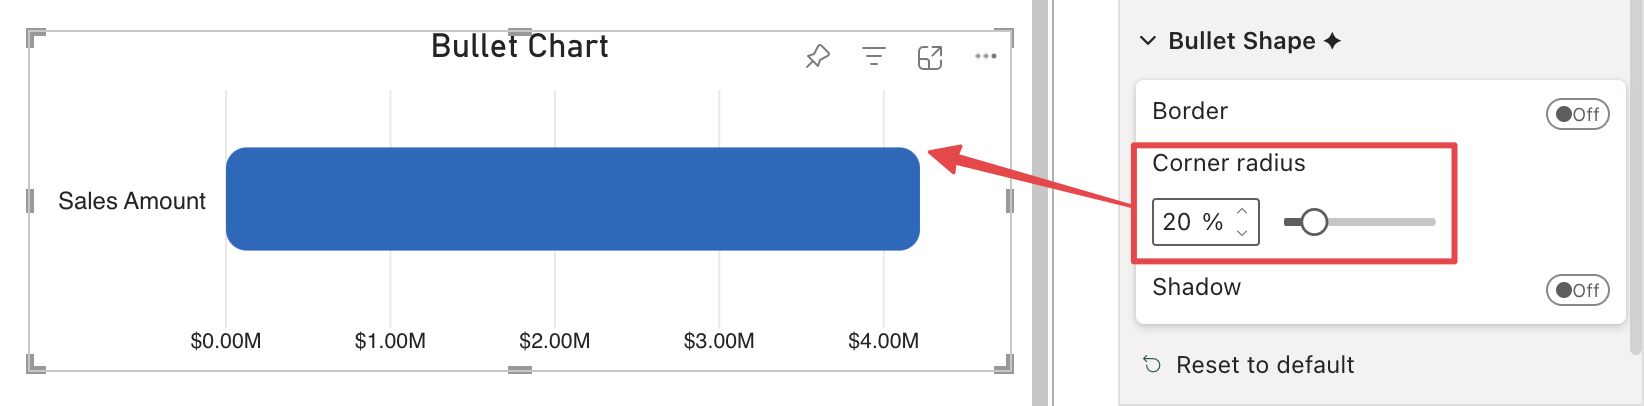 Bullet Chart
Sales Amount
$0.00M $1.00M $2.00M $3.00M $4.00M
Bullet Shape
Border
Off
Corner radius
20 %
Shadow
Off
Reset to default